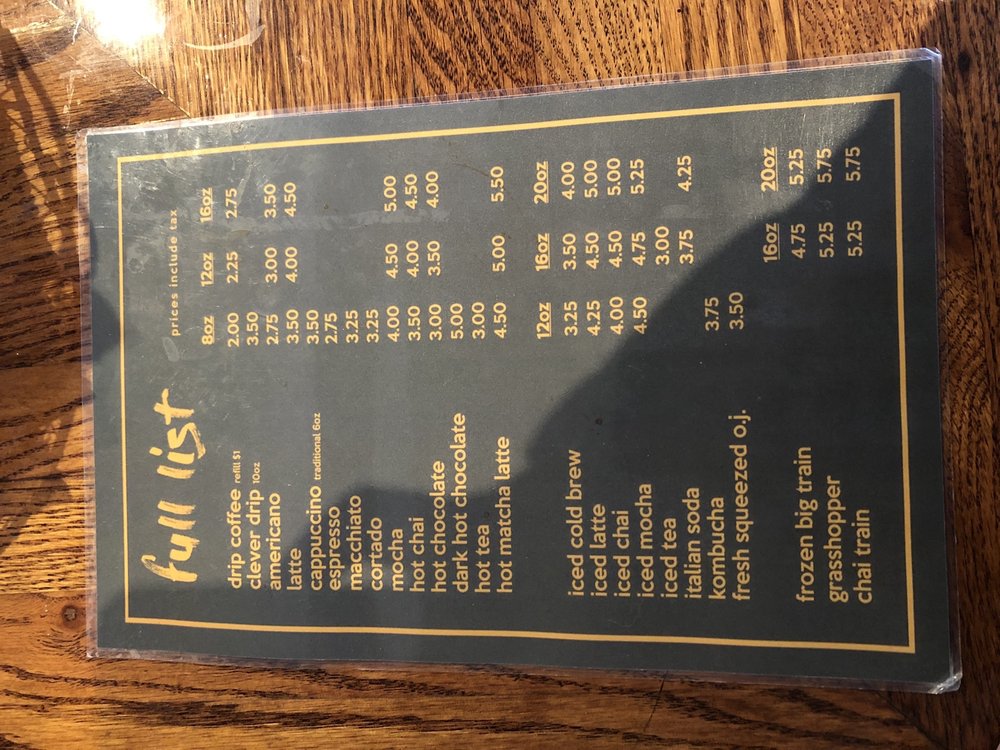 full list
prices include tax
8oz 12oz 16oz
drip coffee refill $1 2.00 2.25 2.75
clever drip 10oz 3.50
americano 2.75 3.00 3.50
latte 3.50 4.00 4.50
cappuccino traditional 6oz 3.50
espresso 2.75
macchiato 3.25
cortado 3.25
mocha 4.00 4.50 5.00
hot chai 3.50 4.00 4.50
hot chocolate 3.00 3.50 4.00
dark hot chocolate 5.00
hot tea 3.00
hot matcha latte 4.50 5.00 5.50
12oz 16oz 20oz
iced cold brew 3.25 3.50 4.00
iced latte 4.25 4.50 5.00
iced chai 4.00 4.50 5.00
iced mocha 4.50 4.75 5.25
iced tea 3.00
italian soda 3.75 4.25
kombucha 3.75
fresh squeezed o.j. 3.50
16oz 20oz
frozen big train 4.75 5.25
grasshopper 5.25 5.75
chai train 5.25 5.75